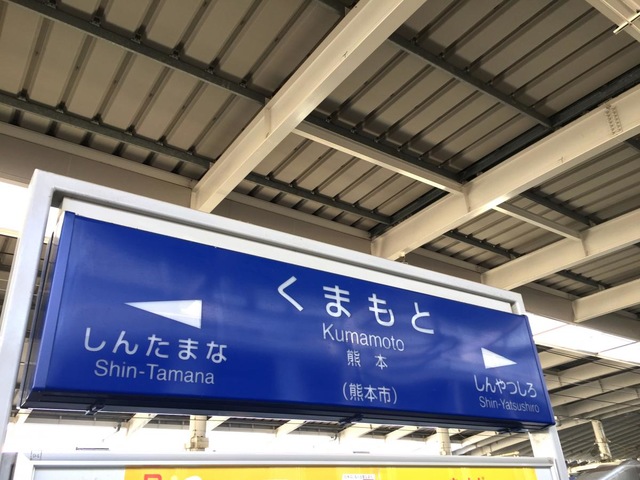 くまもと
Kumamoto
熊本
(熊本市)
しんたまな
Shin-Tamana
しんやつしろ
Shin-Yatsushiro